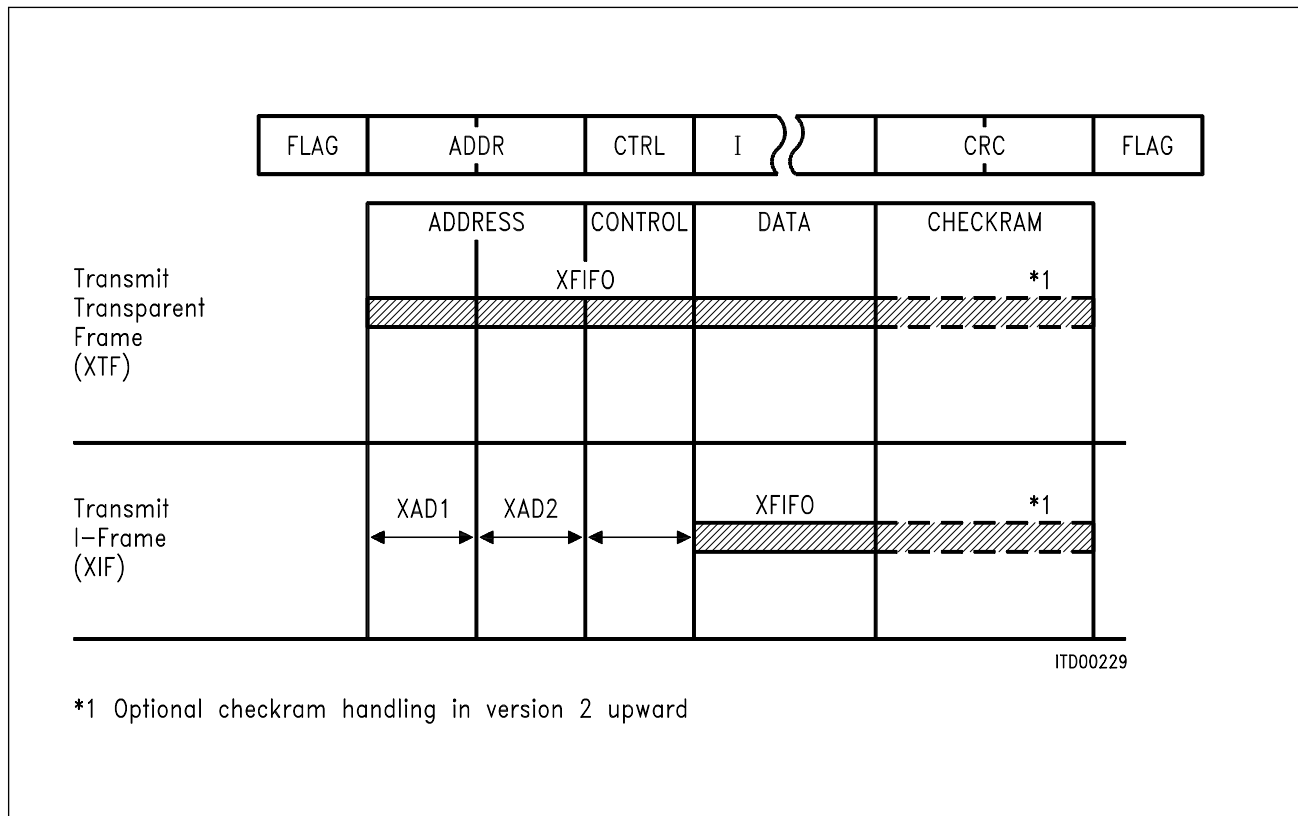 FLAG ADDR CTRL I CRC FLAG
ADDRESS CONTROL DATA CHECKRAM
Transmit
Transparent
Frame
(XTF)
XFIFO *1
Transmit
I-Frame
(XIF)
XAD1 XAD2 XFIFO *1
ITD00229
*1 Optional checkram handling in version 2 upward